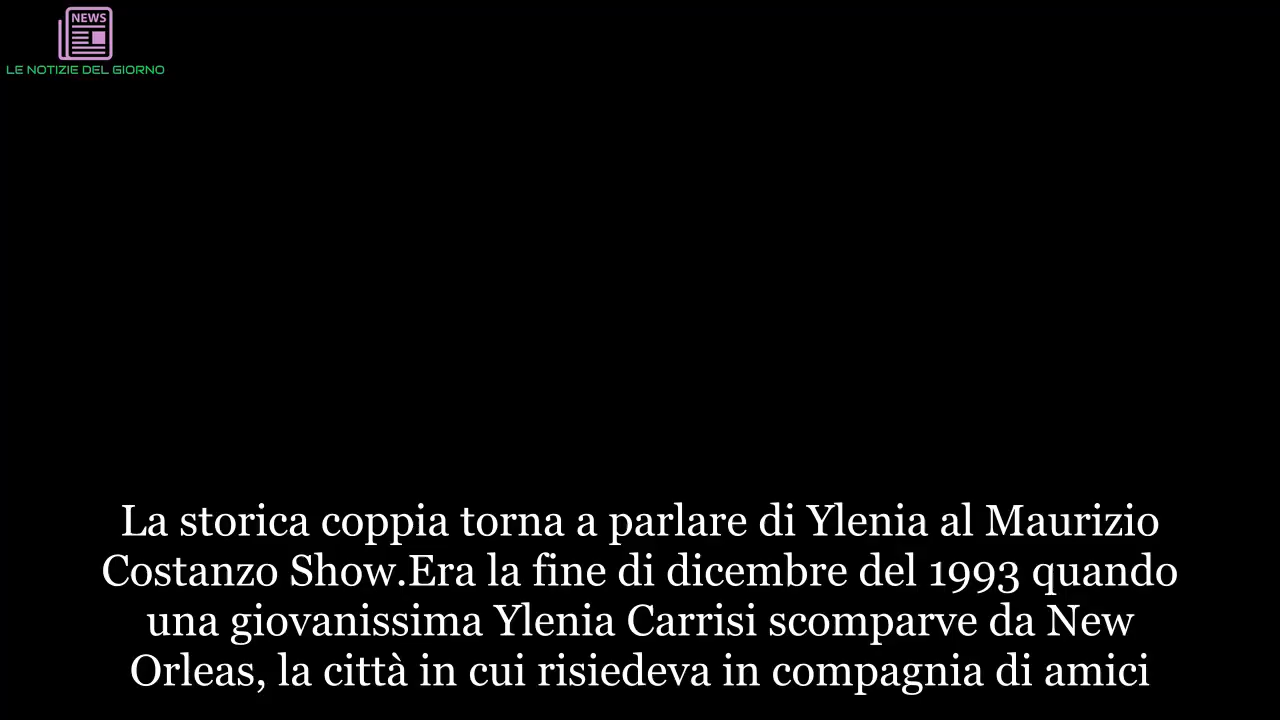 NEWS
LE NOTIZIE DEL GIORNO
La storica coppia torna a parlare di Ylenia al Maurizio
Costanzo Show.Era la fine di dicembre del 1993 quando
una giovanissima Ylenia Carrisi scomparve da New
Orleas, la città in cui risiedeva in compagnia di amici